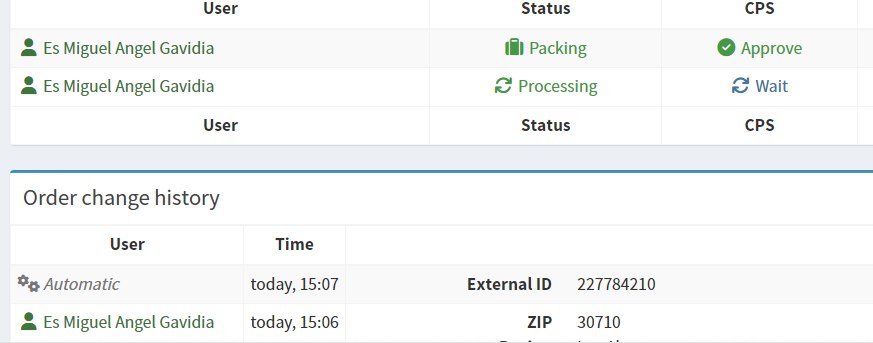 User Status CPS
Es Miguel Angel Gavidia Packing Approve
Es Miguel Angel Gavidia Processing Wait
User Status CPS
Order change history
User Time
Automatic today, 15:07 External ID 227784210
Es Miguel Angel Gavidia today, 15:06 ZIP 30710